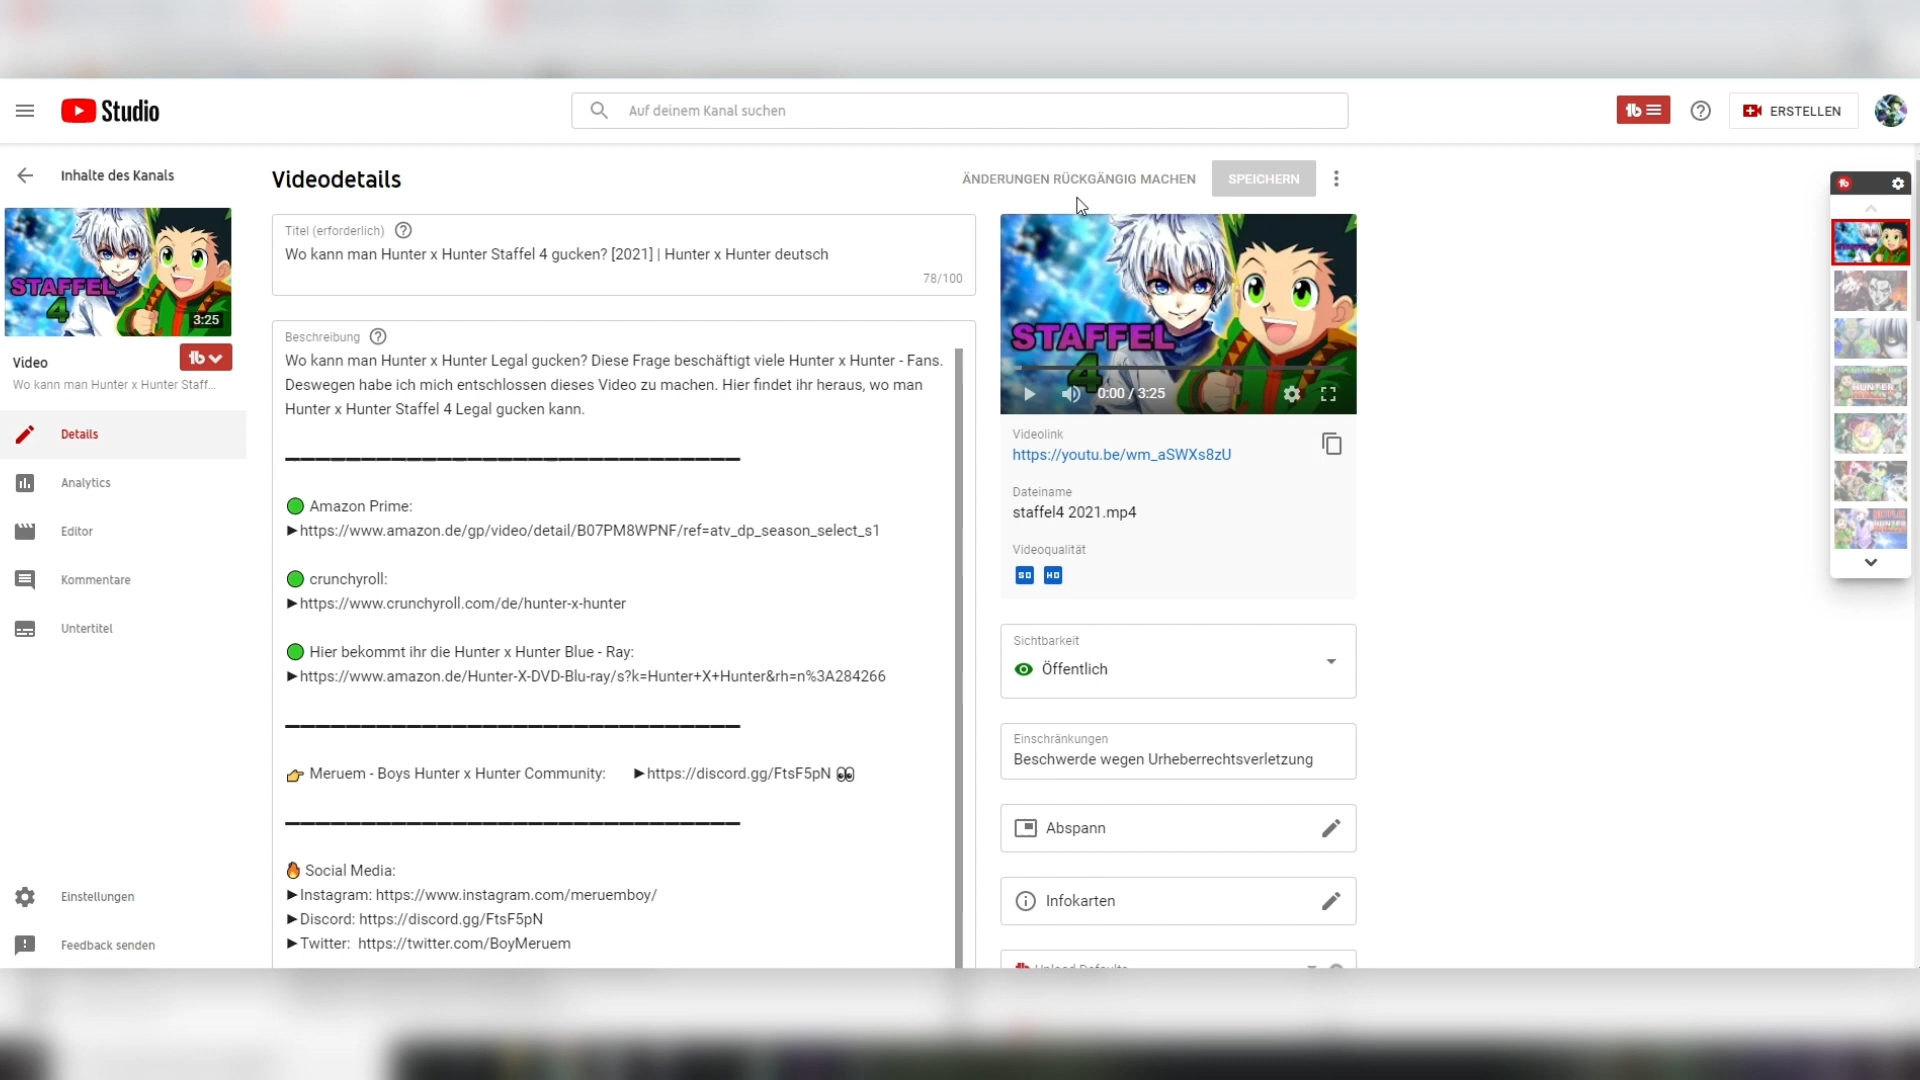 Studio
Auf deinem Kanal suchen
ERSTELLEN
Inhalte des Kanals
STAFFEL
4
3:25
Video
Wo kann man Hunter x Hunter Staff...
Details
Analytics
Editor
Kommentare
Untertitel
Einstellungen
Feedback senden
Videodetails
ÄNDERUNGEN RÜCKGÄNGIG MACHEN
SPEICHERN
Titel (erforderlich)
Wo kann man Hunter x Hunter Staffel 4 gucken? [2021] | Hunter x Hunter deutsch
78/100
Beschreibung
Wo kann man Hunter x Hunter Legal gucken? Diese Frage beschäftigt viele Hunter x Hunter - Fans.
Deswegen habe ich mich entschlossen dieses Video zu machen. Hier findet ihr heraus, wo man
Hunter x Hunter Staffel 4 Legal gucken kann.
🟢 Amazon Prime:
►https://www.amazon.de/gp/video/detail/B07PM8WPNF/ref=atv_dp_season_select_s1
🟢 crunchyroll:
►https://www.crunchyroll.com/de/hunter-x-hunter
🟢 Hier bekommt ihr die Hunter x Hunter Blue - Ray:
►https://www.amazon.de/Hunter-X-DVD-Blu-ray/s?k=Hunter+X+Hunter&rh=n%3A284266
👉 Meruem - Boys Hunter x Hunter Community: ►https://discord.gg/FtsF5pN 👀
🔥 Social Media:
►Instagram: https://www.instagram.com/meruemboy/
►Discord: https://discord.gg/FtsF5pN
►Twitter: https://twitter.com/BoyMeruem
STAFFEL
4
0:00 / 3:25
Videolink
https://youtu.be/wm_aSWXs8zU
Dateiname
staffel4 2021.mp4
Videoqualität
SD HD
Sichtbarkeit
Öffentlich
Einschränkungen
Beschwerde wegen Urheberrechtsverletzung
Abspann
Infokarten
Upload Defaults